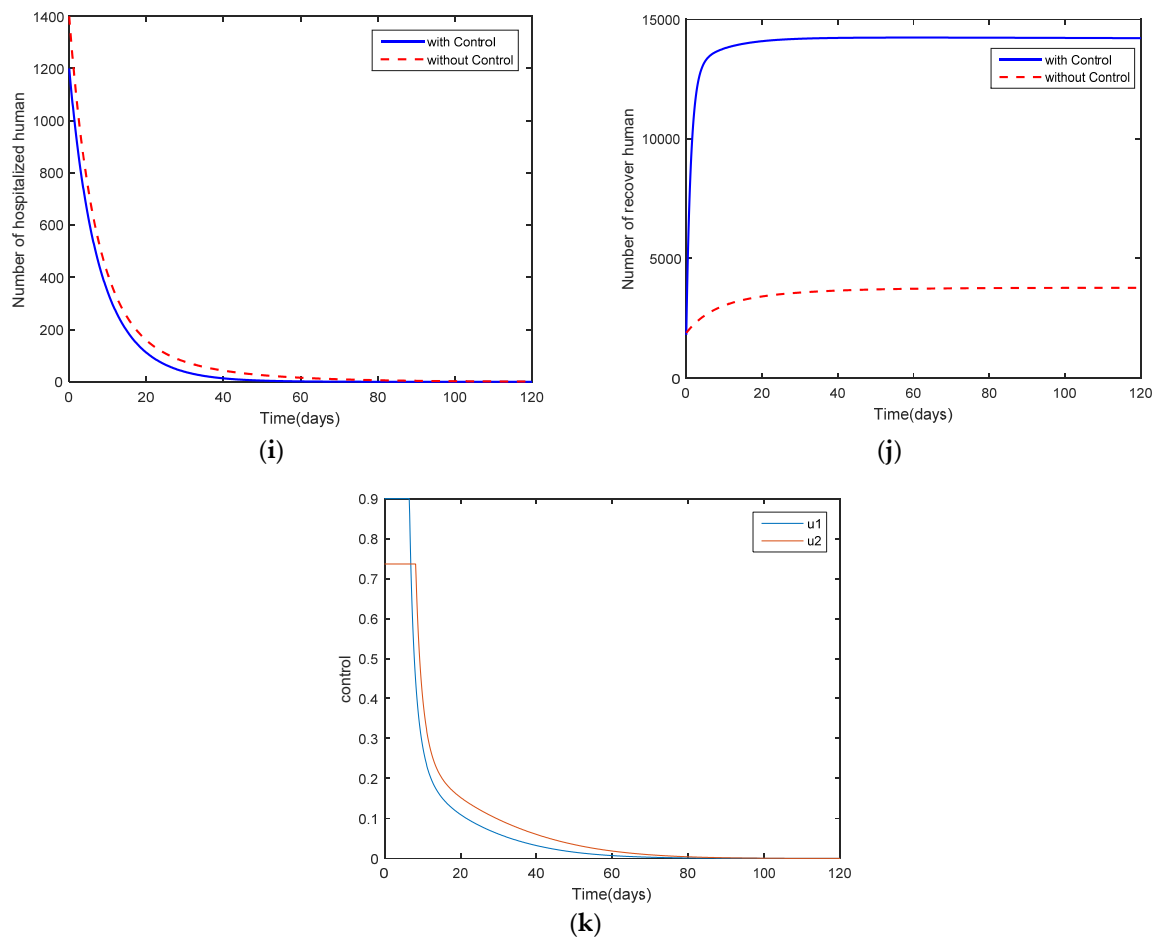 1400
1200
1000
800
600
400
200
0
Number of hospitalized human
with Control
without Control
0 20 40 60 80 100 120
Time(days)
(i)
15000
10000
5000
0
Number of recover human
with Control
without Control
0 20 40 60 80 100 120
Time(days)
(j)
0.9
0.8
0.7
0.6
0.5
0.4
0.3
0.2
0.1
0
control
u1
u2
0 20 40 60 80 100 120
Time(days)
(k)